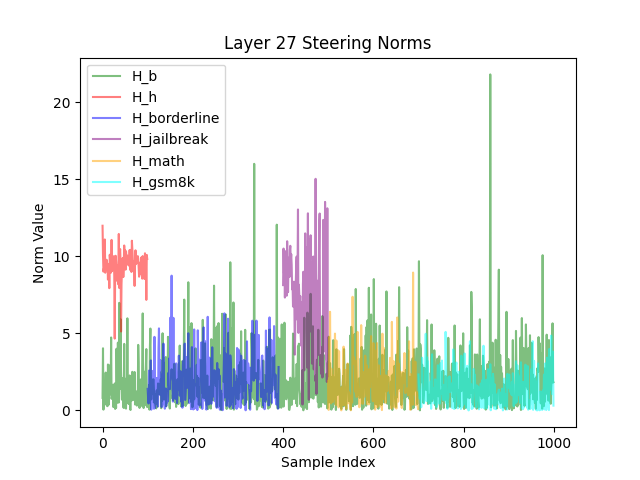 Layer 27 Steering Norms
H_b
H_h
H_borderline
H_jailbreak
H_math
H_gsm8k
Norm Value
20
15
10
5
0
0 200 400 600 800 1000
Sample Index